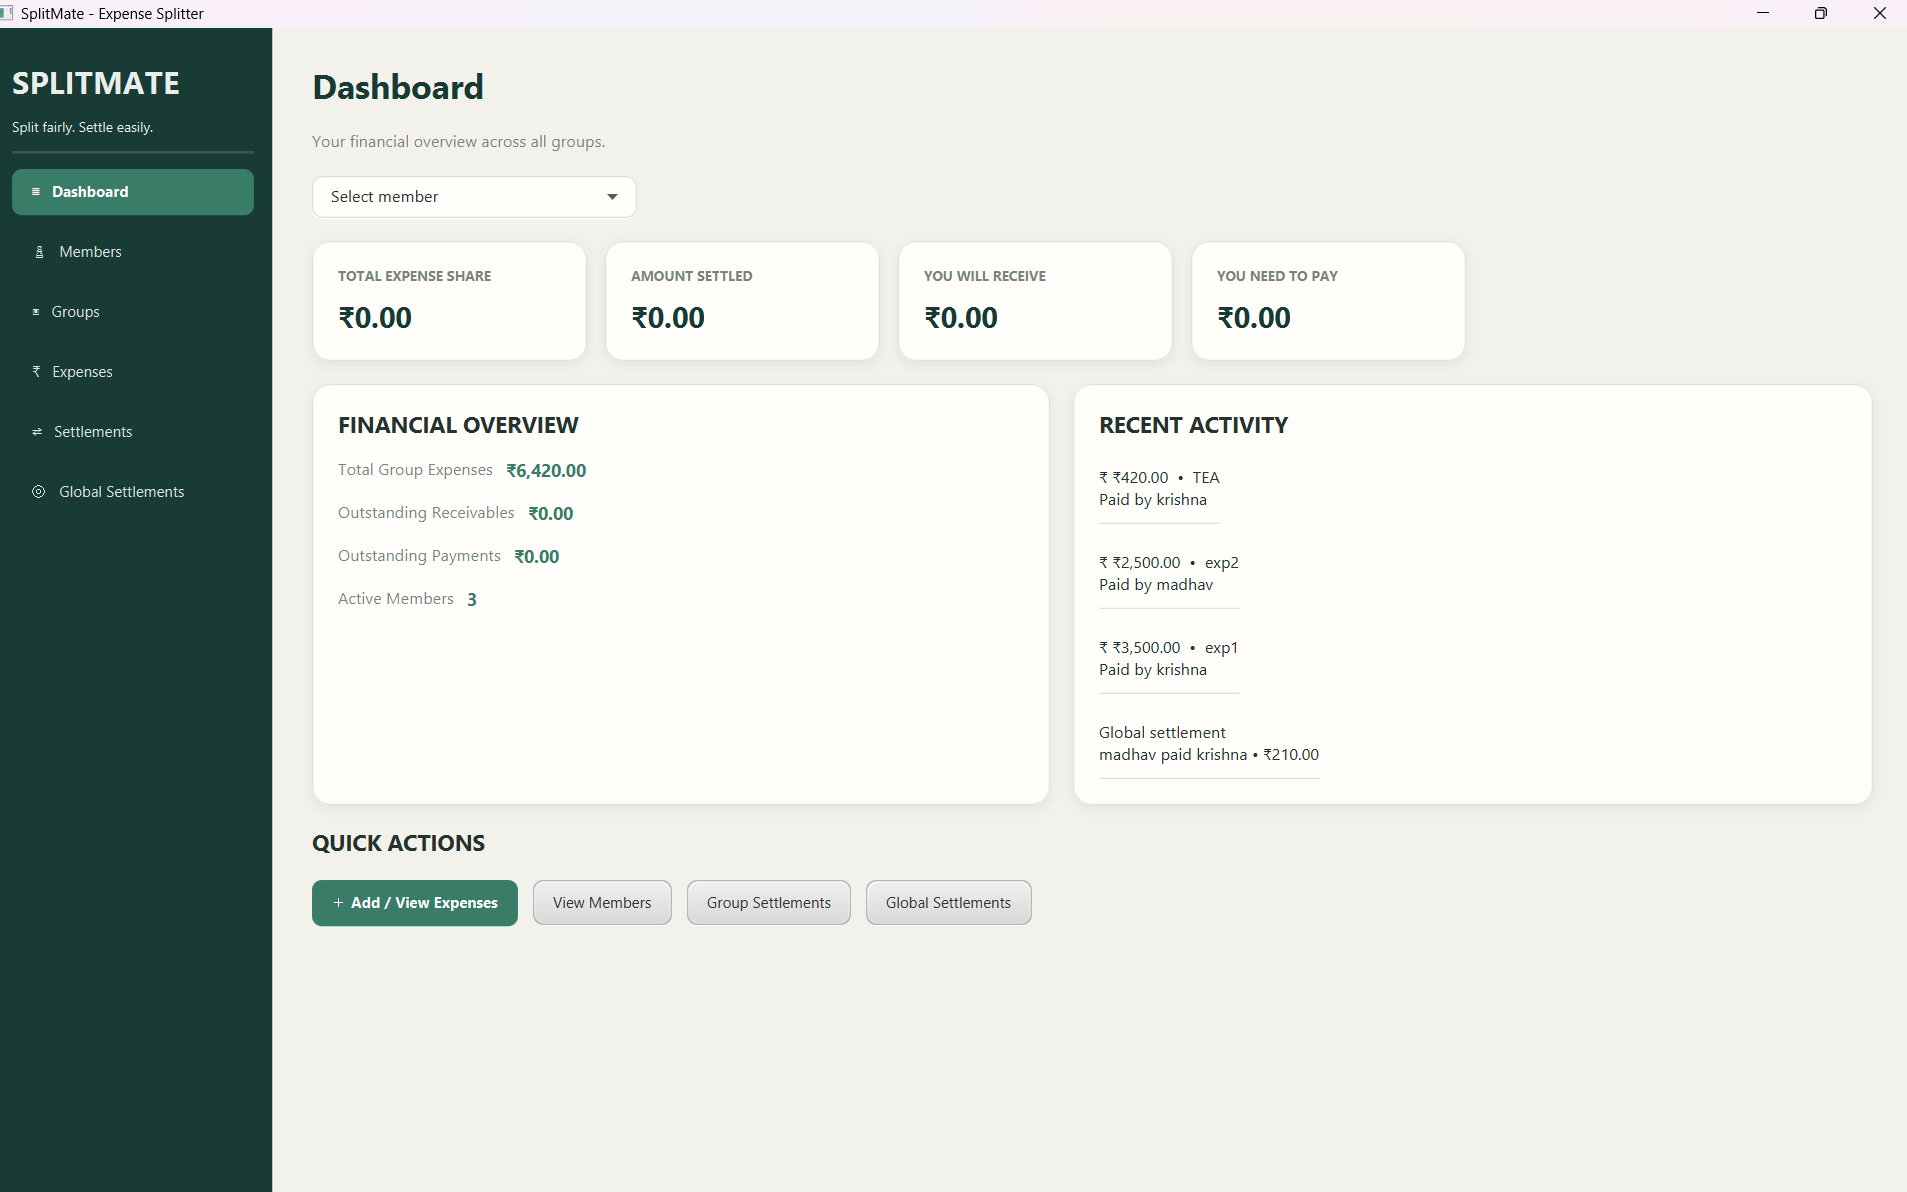 SplitMate - Expense Splitter
SPLITMATE
Split fairly. Settle easily.
Dashboard
Members
Groups
₹ Expenses
⇄ Settlements
◎ Global Settlements
Dashboard
Your financial overview across all groups.
Select member
TOTAL EXPENSE SHARE
₹0.00
AMOUNT SETTLED
₹0.00
YOU WILL RECEIVE
₹0.00
YOU NEED TO PAY
₹0.00
FINANCIAL OVERVIEW
Total Group Expenses ₹6,420.00
Outstanding Receivables ₹0.00
Outstanding Payments ₹0.00
Active Members 3
RECENT ACTIVITY
₹ ₹420.00 • TEA
Paid by krishna
₹ ₹2,500.00 • exp2
Paid by madhav
₹ ₹3,500.00 • exp1
Paid by krishna
Global settlement
madhav paid krishna • ₹210.00
QUICK ACTIONS
+ Add / View Expenses
View Members
Group Settlements
Global Settlements